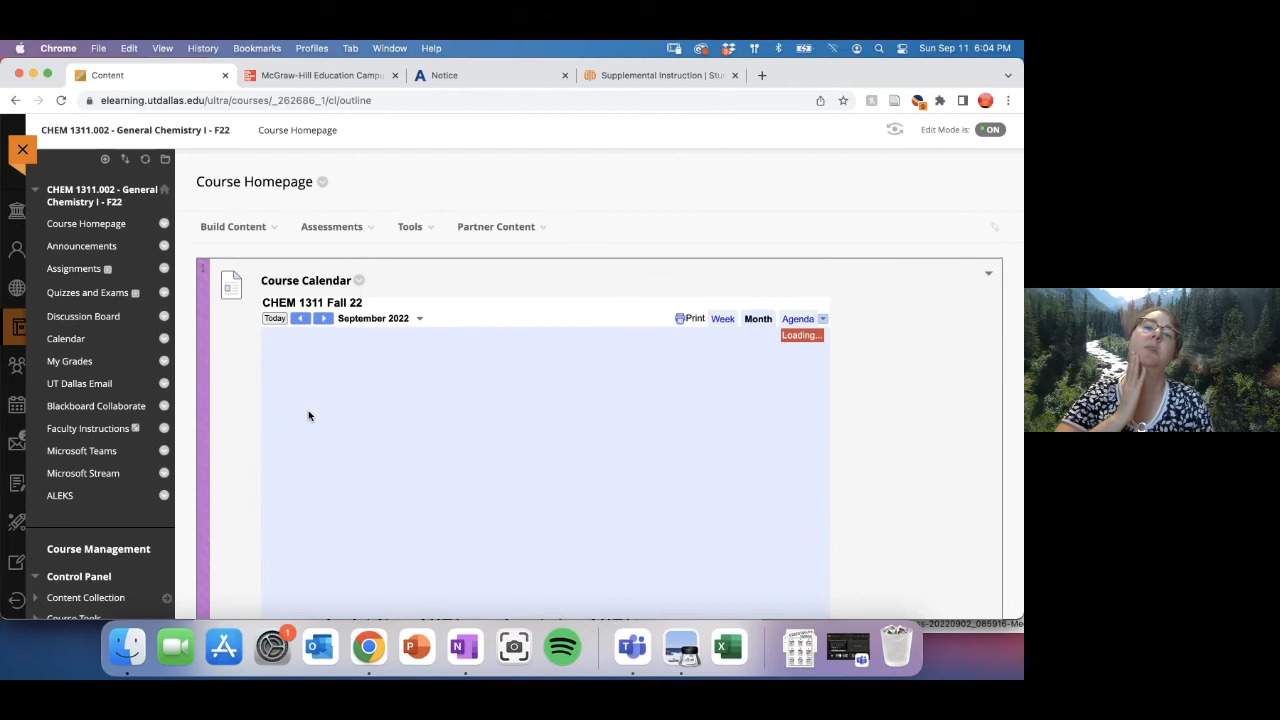 Chrome File Edit View History Bookmarks Profiles Tab Window Help Sun Sep 11 6:04 PM
Content McGraw-Hill Education Campu Notice Supplemental Instruction | Stu
elearning.utdallas.edu/ultra/courses/_262686_1/cl/outline
CHEM 1311.002 - General Chemistry I - F22 Course Homepage Edit Mode is: ON
CHEM 1311.002 - General
Chemistry I - F22
Course Homepage
Announcements
Assignments
Quizzes and Exams
Discussion Board
Calendar
My Grades
UT Dallas Email
Blackboard Collaborate
Faculty Instructions
Microsoft Teams
Microsoft Stream
ALEKS
Course Management
Control Panel
Content Collection
Course Tools
Course Homepage
Build Content Assessments Tools Partner Content
Course Calendar
CHEM 1311 Fall 22
Today September 2022 Print Week Month Agenda
Loading...